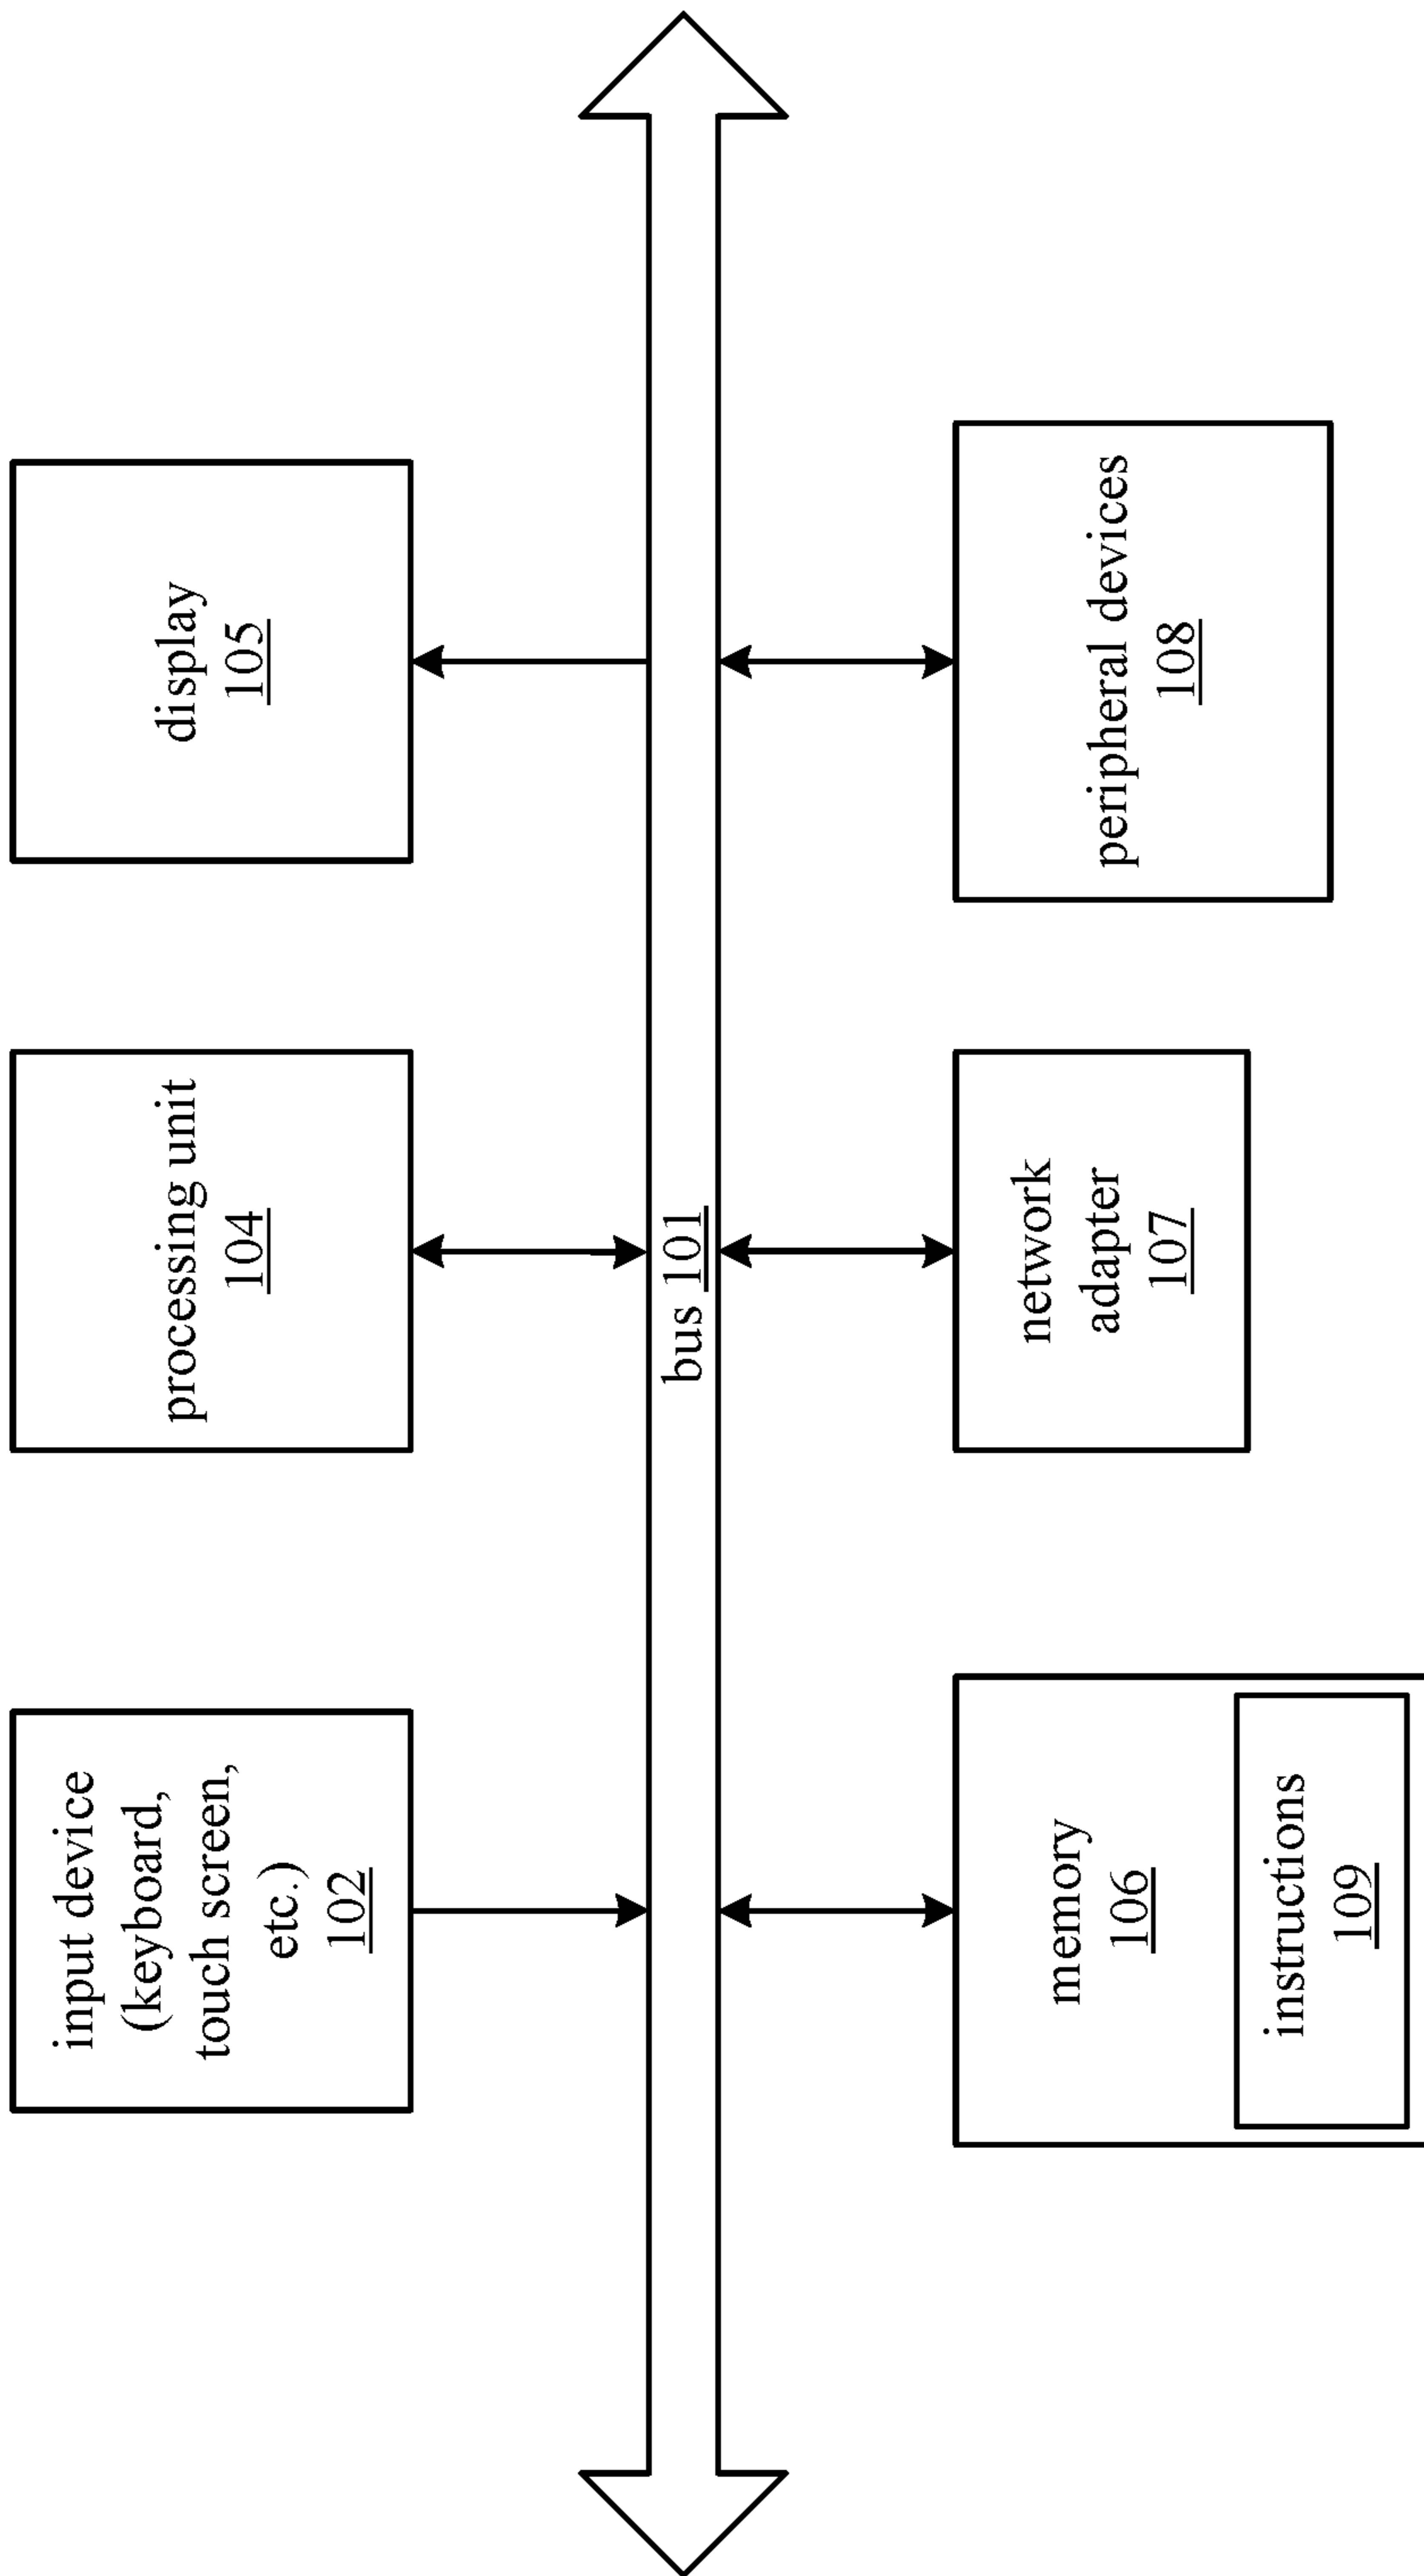 input device
(keyboard,
touch screen,
etc.)
102
processing unit
104
display
105
bus 101
memory
106
instructions
109
network
adapter
107
peripheral devices
108